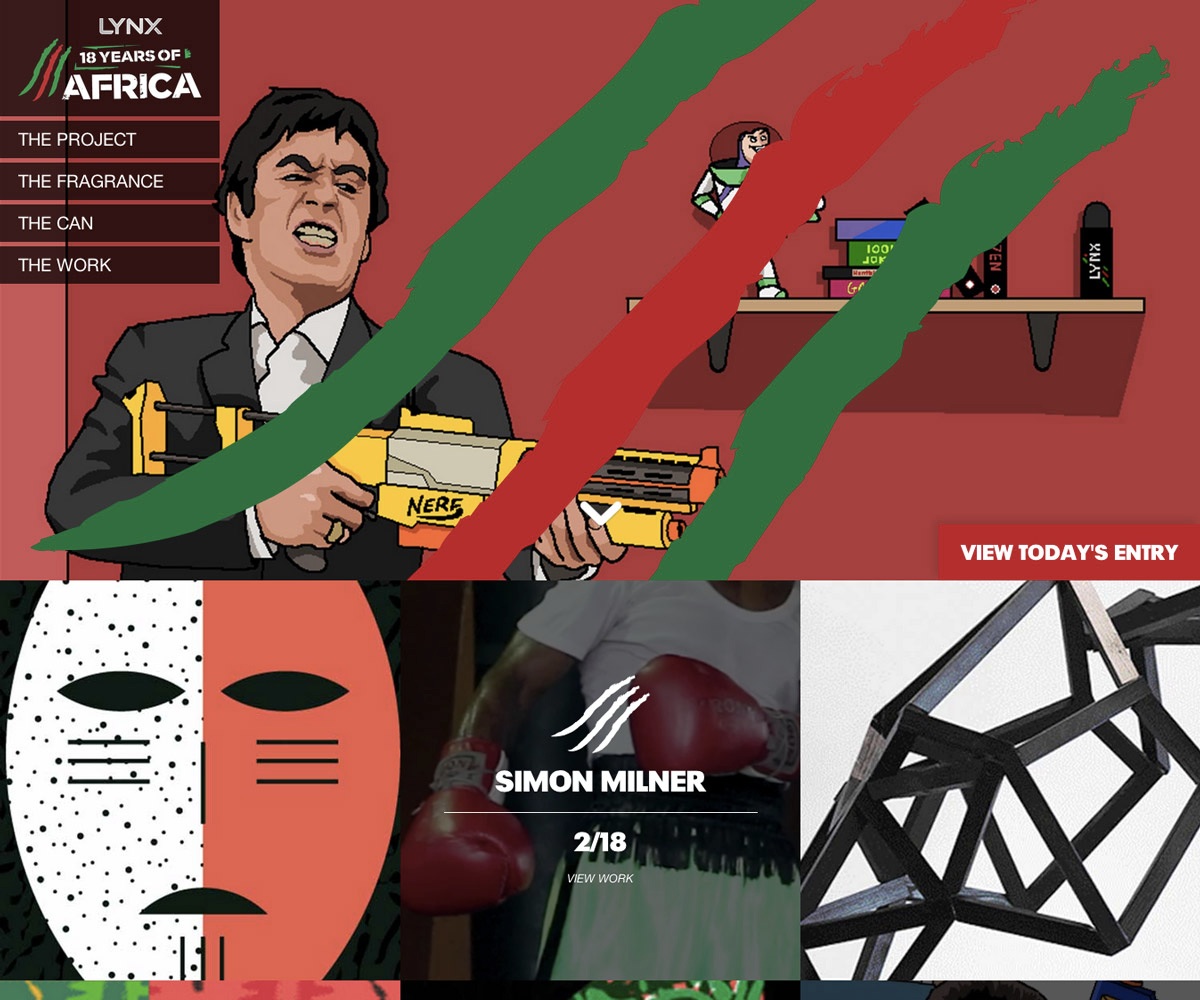 LYNX
18 YEARS OF
AFRICA
THE PROJECT
THE FRAGRANCE
THE CAN
THE WORK
LYNX
NERF
VIEW TODAY'S ENTRY
SIMON MILNER
2/18
VIEW WORK